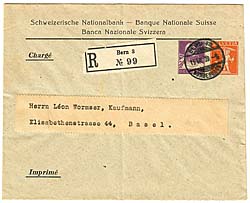 Schweizerische Nationalbank — Banque Nationale Suisse
Banca Nazionale Svizzera
Chargé
R
Bern 8
№ 99
HELVETIA
Herrn Léon Wormser, Kaufmann,
Elisabethenstrasse 44, Basel.
Imprimé